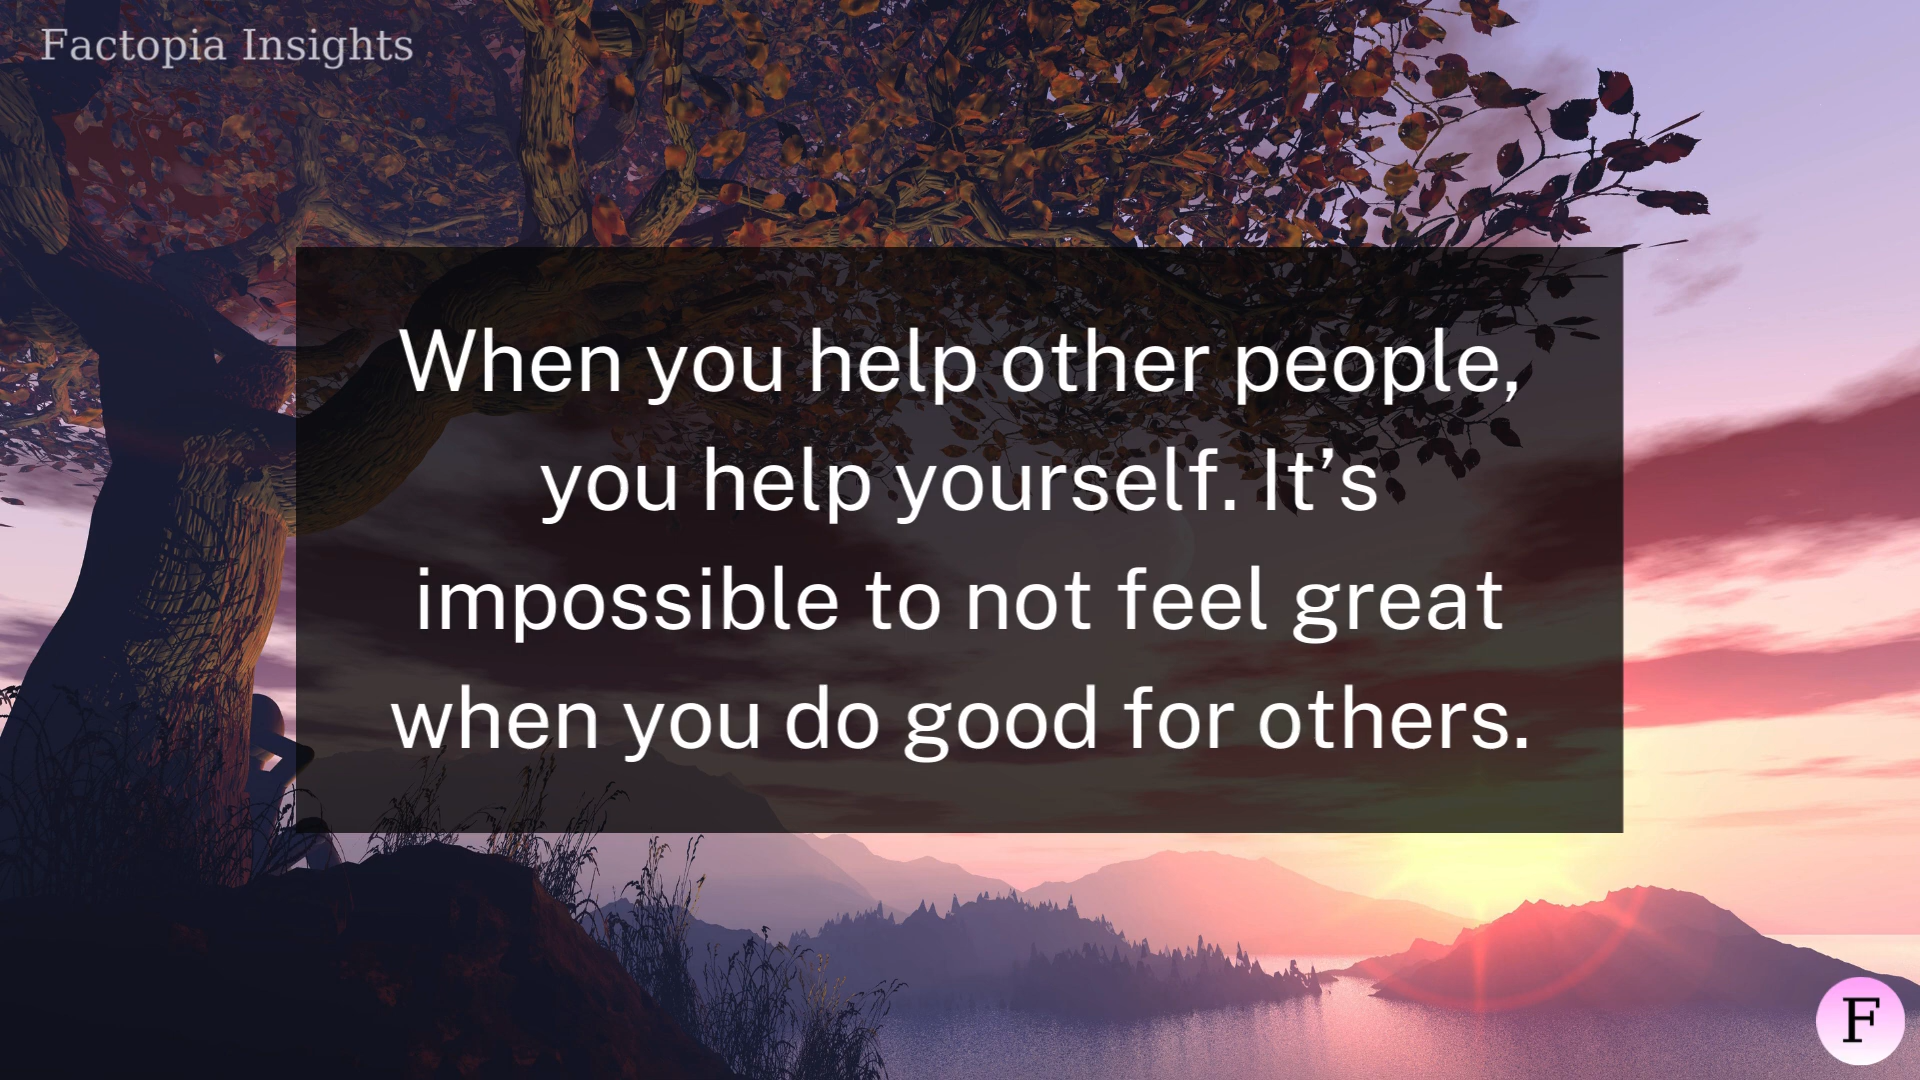 Factopia Insights
When you help other people,
you help yourself. It’s
impossible to not feel great
when you do good for others.
F